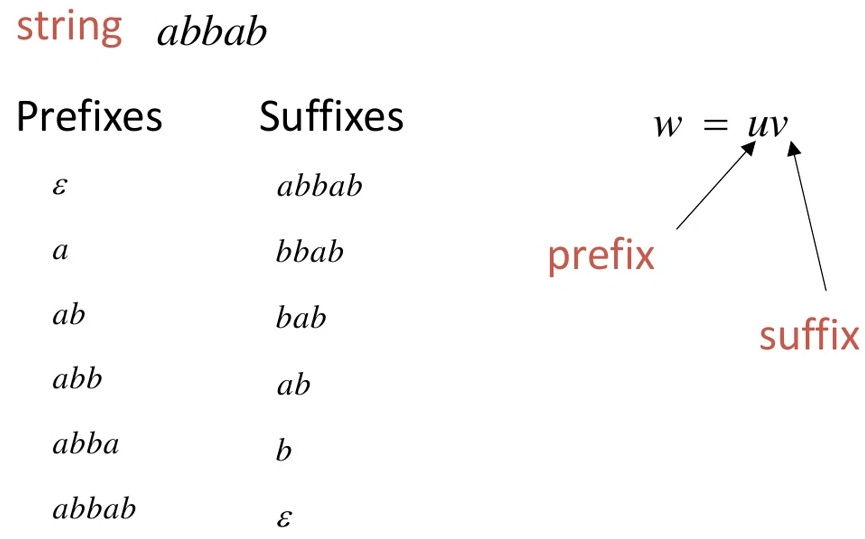 string abbab
Prefixes Suffixes
w = uv
ε abbab
a bbab
prefix
ab bab
suffix
abb ab
abba b
abbab ε